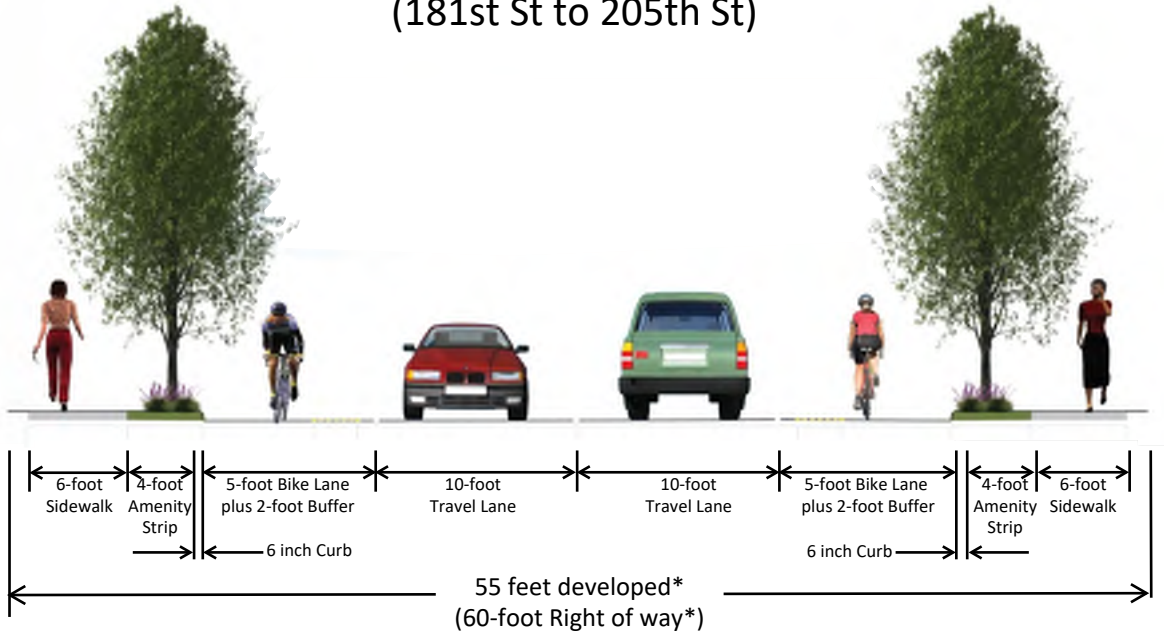 (181st St to 205th St)
6-foot
Sidewalk
4-foot
Amenity
Strip
5-foot Bike Lane
plus 2-foot Buffer
10-foot
Travel Lane
10-foot
Travel Lane
5-foot Bike Lane
plus 2-foot Buffer
4-foot
Amenity
Strip
6-foot
Sidewalk
6 inch Curb
6 inch Curb
55 feet developed*
(60-foot Right of way*)